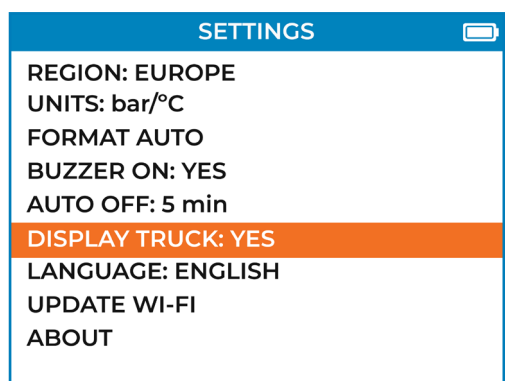 SETTINGS
REGION: EUROPE
UNITS: bar/°C
FORMAT AUTO
BUZZER ON: YES
AUTO OFF: 5 min
DISPLAY TRUCK: YES
LANGUAGE: ENGLISH
UPDATE WI-FI
ABOUT